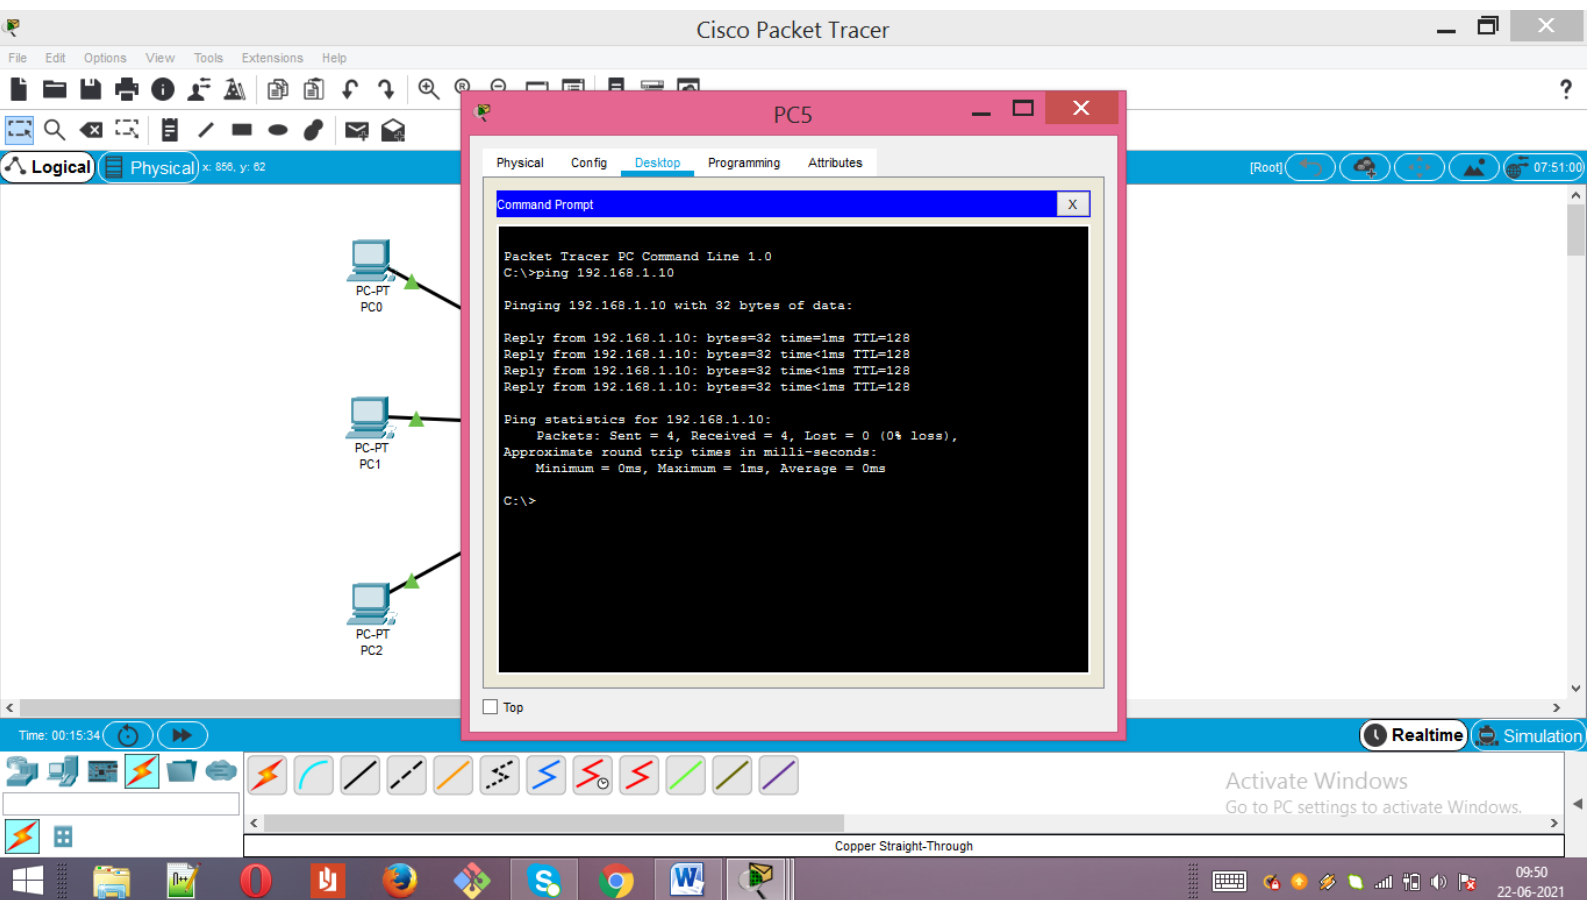 Cisco Packet Tracer
File Edit Options View Tools Extensions Help
?
Logical Physical x: 856, y: 62
[Root] 07:51:00
PC-PT
PC0
PC-PT
PC1
PC-PT
PC2
PC5
Physical Config Desktop Programming Attributes
Command Prompt X
Packet Tracer PC Command Line 1.0
C:\>ping 192.168.1.10
Pinging 192.168.1.10 with 32 bytes of data:
Reply from 192.168.1.10: bytes=32 time=1ms TTL=128
Reply from 192.168.1.10: bytes=32 time<1ms TTL=128
Reply from 192.168.1.10: bytes=32 time<1ms TTL=128
Reply from 192.168.1.10: bytes=32 time<1ms TTL=128
Ping statistics for 192.168.1.10:
Packets: Sent = 4, Received = 4, Lost = 0 (0% loss),
Approximate round trip times in milli-seconds:
Minimum = 0ms, Maximum = 1ms, Average = 0ms
C:\>
Top
Time: 00:15:34
Realtime Simulation
Activate Windows
Go to PC settings to activate Windows.
Copper Straight-Through
09:50
22-06-2021